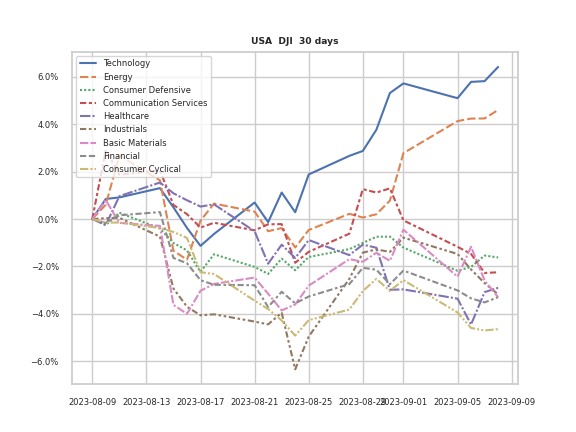 USA DJI 30 days
6.0%
4.0%
2.0%
0.0%
−2.0%
−4.0%
−6.0%
Technology
Energy
Consumer Defensive
Communication Services
Healthcare
Industrials
Basic Materials
Financial
Consumer Cyclical
2023-08-09 2023-08-13 2023-08-17 2023-08-21 2023-08-25 2023-08-29 2023-09-01 2023-09-05 2023-09-09